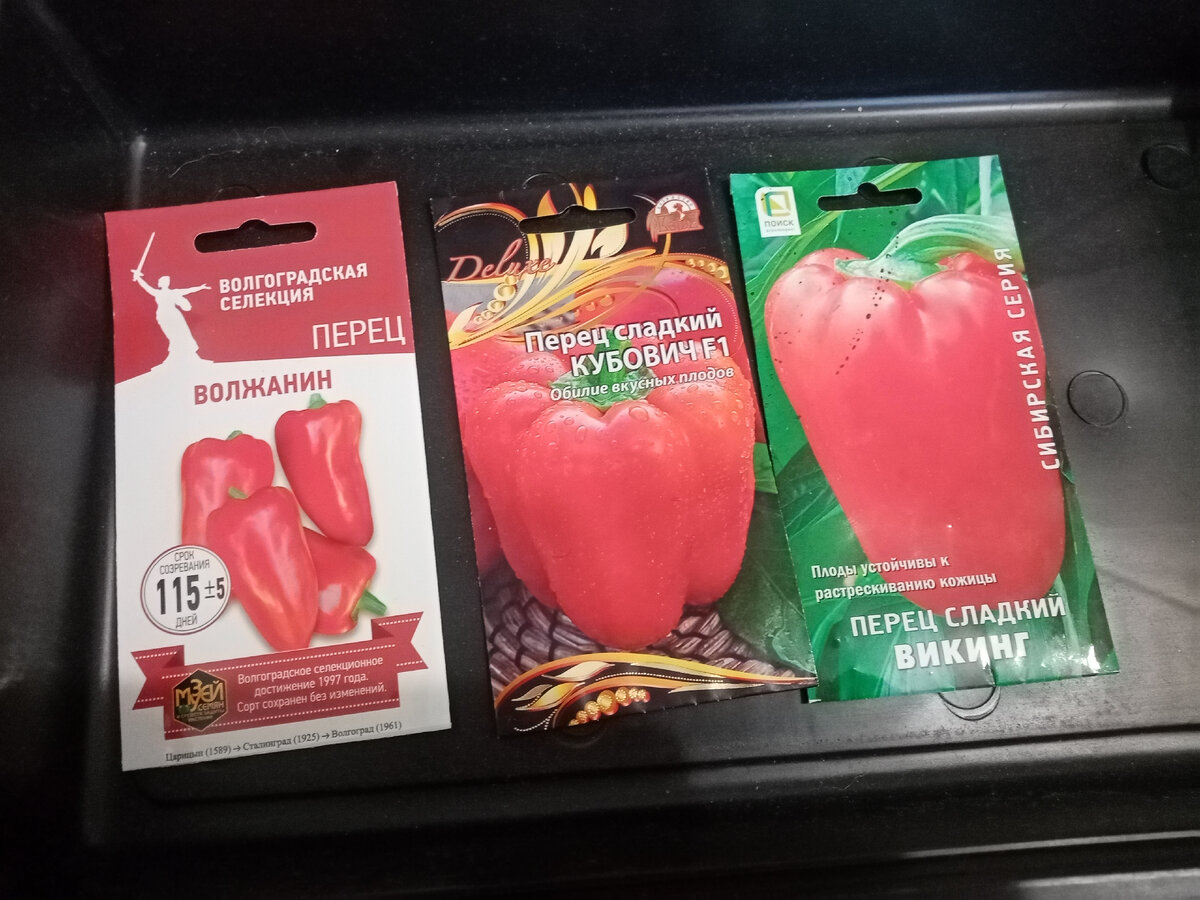 ВОЛГОГРАДСКАЯ
СЕЛЕКЦИЯ
ПЕРЕЦ
ВОЛЖАНИН
СРОК
СОЗРЕВАНИЯ
115±5
ДНЕЙ
Волгоградское селекционное
достижение 1997 года.
Сорт сохранен без изменений.
МУЗЕЙ
СЕМЯН
Царицын (1589) → Сталинград (1925) → Волгоград (1961)
Deluxe
Перец сладкий
КУБОВИЧ F1
Обилие вкусных плодов
ПОИСК
СИБИРСКАЯ СЕРИЯ
Плоды устойчивы к
растрескиванию кожицы
ПЕРЕЦ СЛАДКИЙ
ВИКИНГ